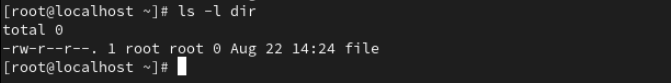 [root@localhost ~]# ls -l dir
total 0
-rw-r--r--. 1 root root 0 Aug 22 14:24 file
[root@localhost ~]#